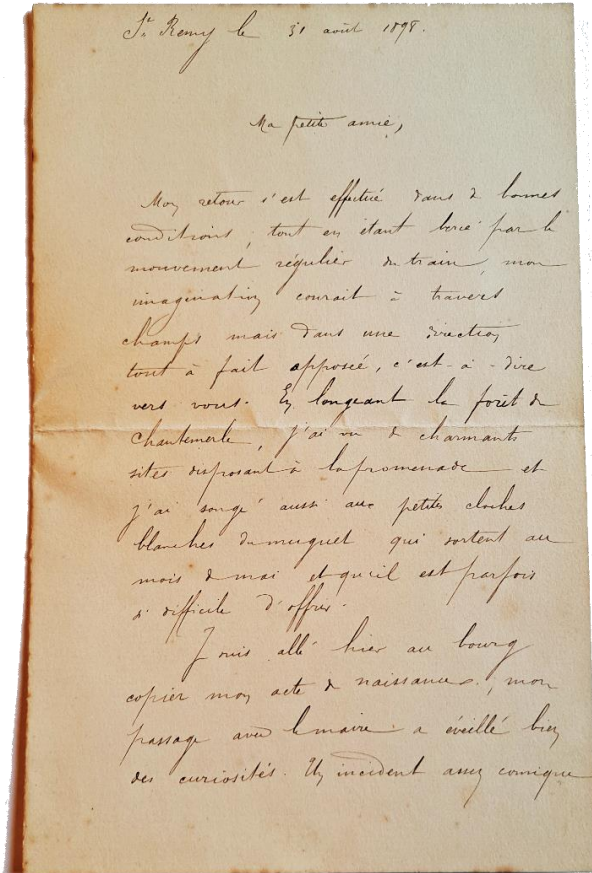 St Remy le 31 août 1898.
Ma petite amie,
Mon retour s'est effectué dans de bonnes
conditions, tout en étant bercé par le
mouvement régulier du train, mon
imagination courait à travers
champs mais dans une direction
tout à fait opposée, c'est-à-dire
vers vous. En longeant la forêt de
Chantemerle, j'ai vu de charmants
sites disposant à la promenade et
j'ai songé aussi aux petites cloches
blanches du muguet qui sortent au
mois de mai et qu'il est parfois
si difficile d'offrir.
Je suis allé hier au bourg
copier mon acte de naissance, mon
passage avec le maire a éveillé bien
des curiosités. Un incident assez comique